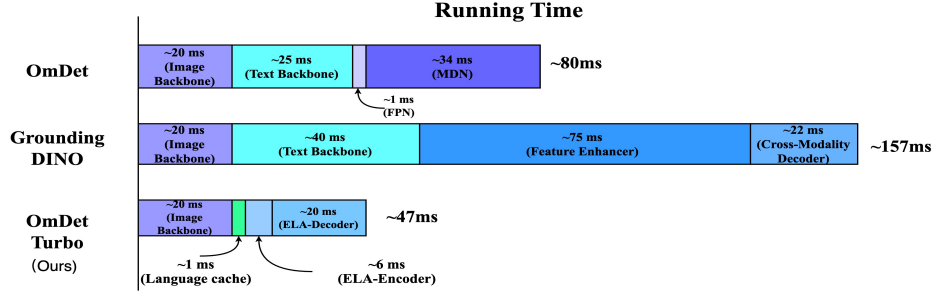 Running Time
OmDet
~20 ms
(Image
Backbone)
~25 ms
(Text Backbone)
~1 ms
(FPN)
~34 ms
(MDN)
~80ms
Grounding
DINO
~20 ms
(Image
Backbone)
~40 ms
(Text Backbone)
~75 ms
(Feature Enhancer)
~22 ms
(Cross-Modality
Decoder)
~157ms
OmDet
Turbo
(Ours)
~20 ms
(Image
Backbone)
~1 ms
(Language cache)
~6 ms
(ELA-Encoder)
~20 ms
(ELA-Decoder)
~47ms